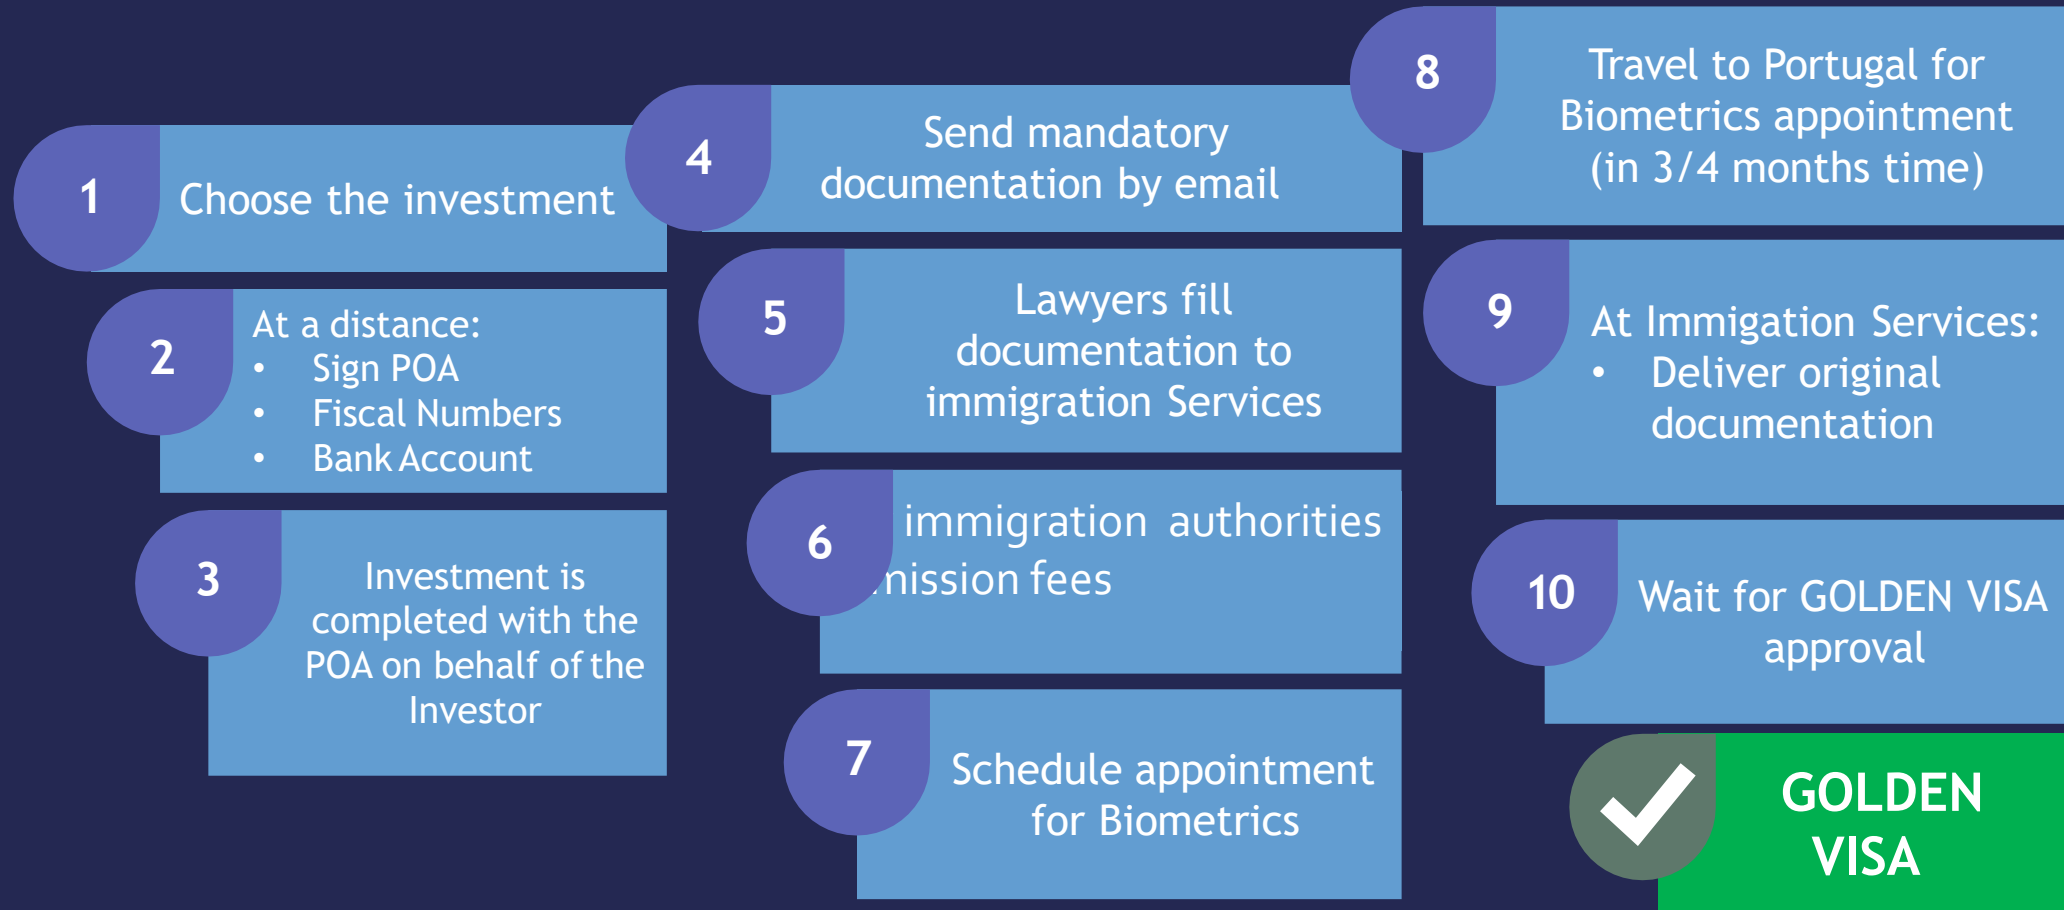 1
Choose the investment
2
At a distance:
• Sign POA
• Fiscal Numbers
• Bank Account
3
Investment is
completed with the
POA on behalf of the
Investor
4
Send mandatory
documentation by email
5
Lawyers fill
documentation to
immigration Services
6
immigration authorities
fees
7
Schedule appointment
for Biometrics
8
Travel to Portugal for
Biometrics appointment
(in 3/4 months time)
9
At Immigation Services:
• Deliver original
documentation
10
Wait for GOLDEN VISA
approval
GOLDEN
VISA